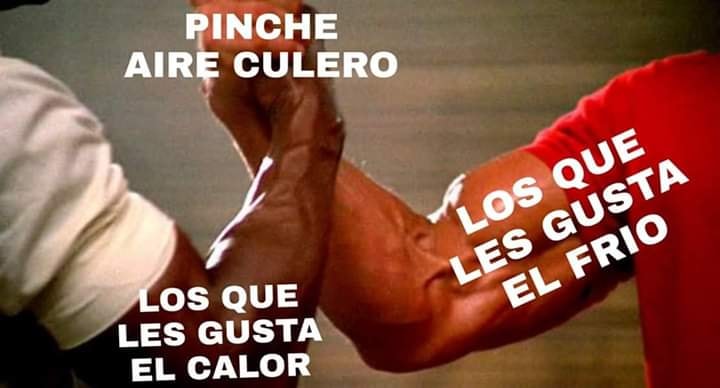 PINCHE
AIRE CULERO
LOS QUE
LES GUSTA
EL CALOR
LOS QUE
LES GUSTA
EL FRIO